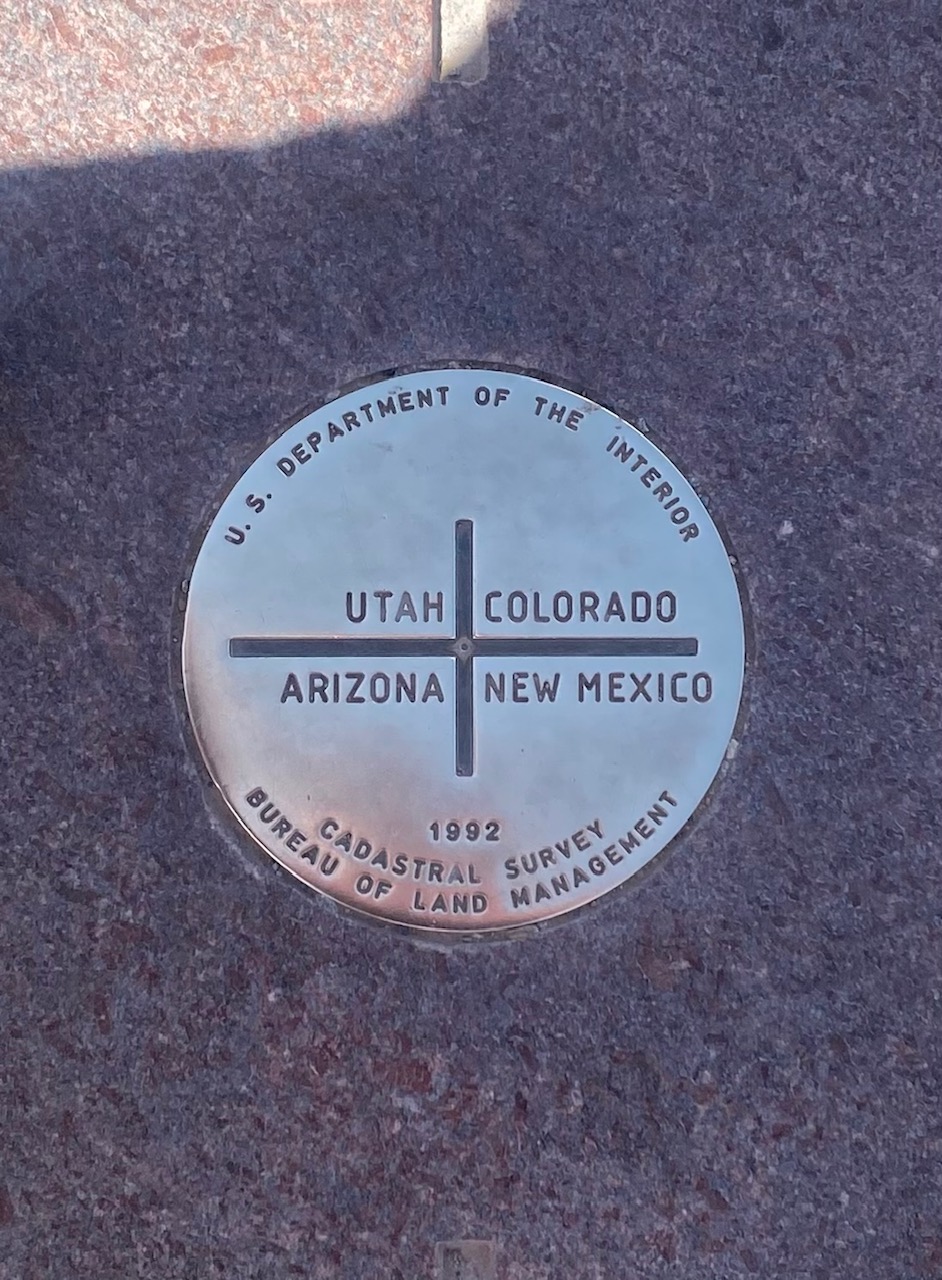 U. S. DEPARTMENT OF THE INTERIOR
UTAH COLORADO
ARIZONA NEW MEXICO
1992
CADASTRAL SURVEY
BUREAU OF LAND MANAGEMENT